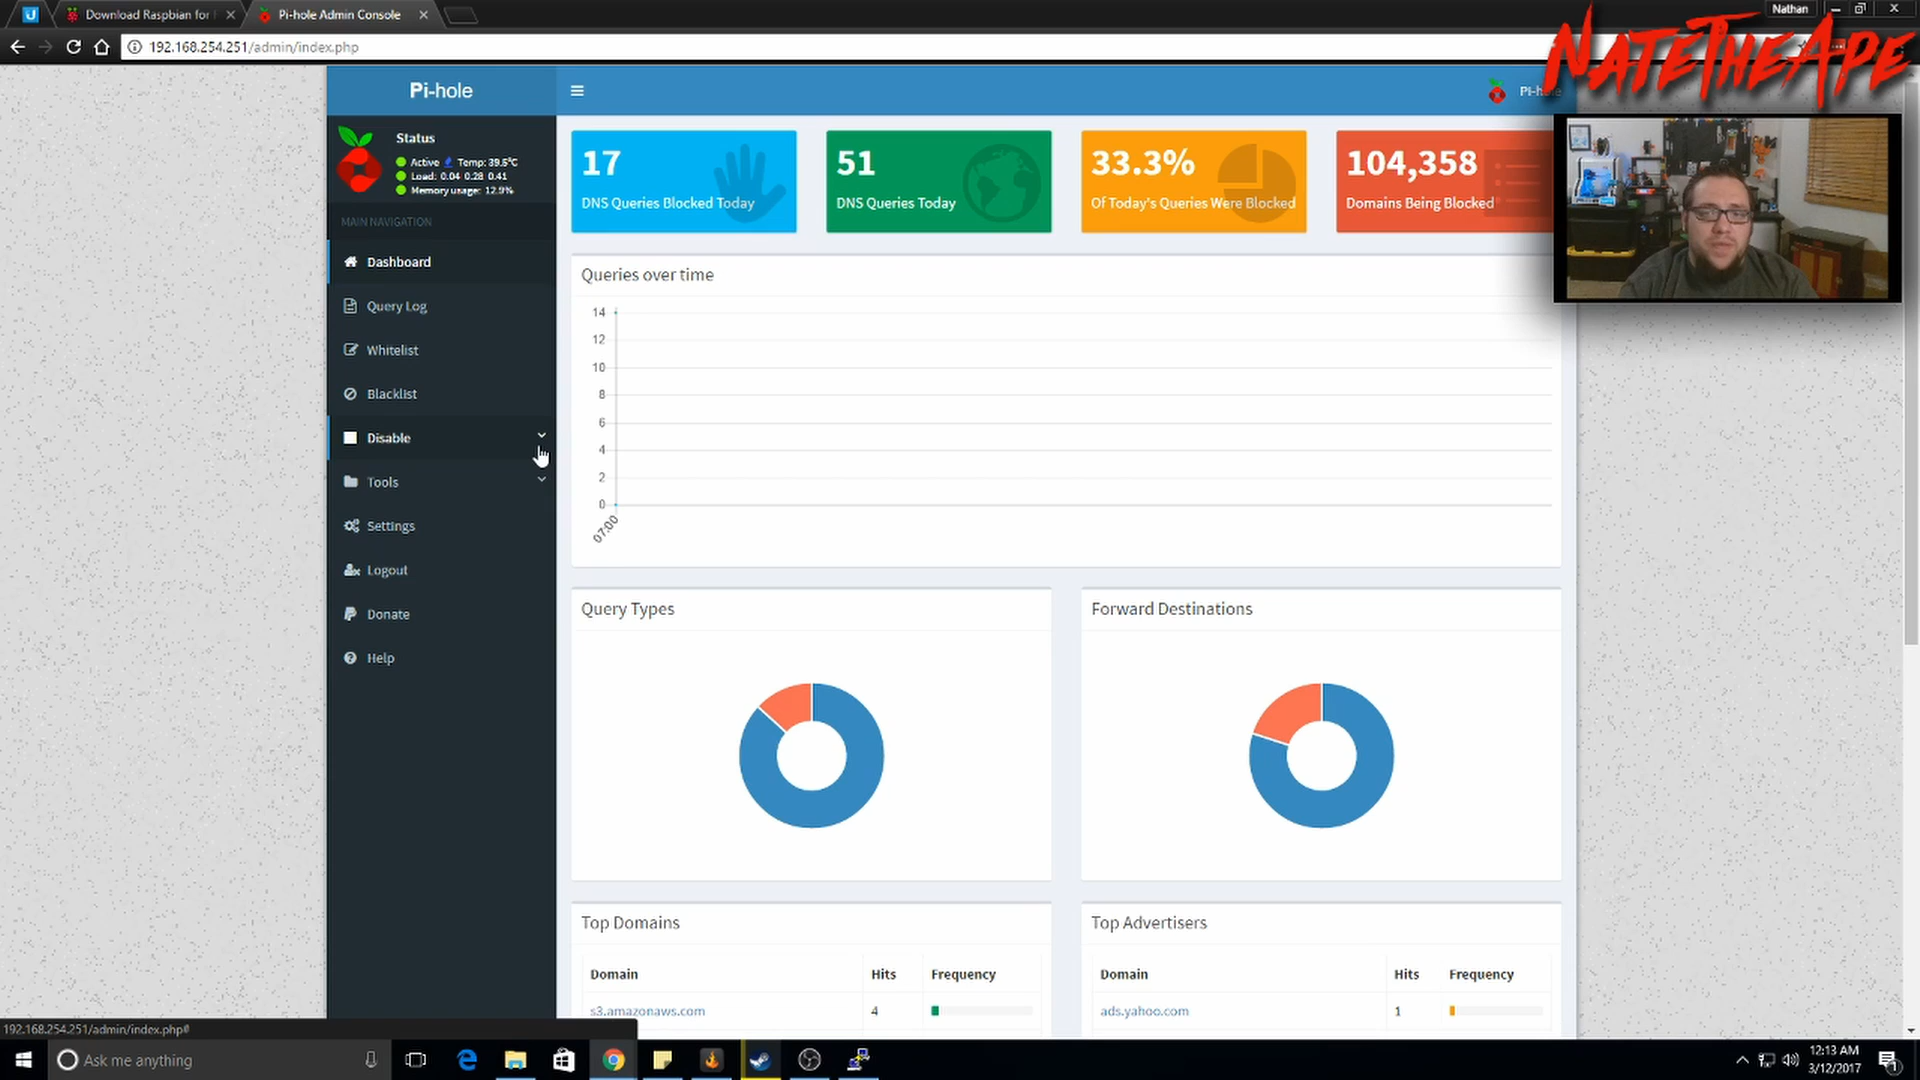 Download Raspbian for
Pi-hole Admin Console
Nathan
192.168.254.251/admin/index.php
NATETHEAPE
Pi-hole
Pi-h
Status
Active Temp: 39.5°C
Load: 0.04 0.28 0.41
Memory usage: 12.9%
MAIN NAVIGATION
Dashboard
Query Log
Whitelist
Blacklist
Disable
Tools
Settings
Logout
Donate
Help
17
DNS Queries Blocked Today
51
DNS Queries Today
33.3%
Of Today's Queries Were Blocked
104,358
Domains Being Blocked
Queries over time
14
12
10
8
6
4
2
0
07:00
Query Types
Forward Destinations
Top Domains
Domain Hits Frequency
s3.amazonaws.com 4
Top Advertisers
Domain Hits Frequency
ads.yahoo.com 1
192.168.254.251/admin/index.php#
Ask me anything
12:13 AM
3/12/2017